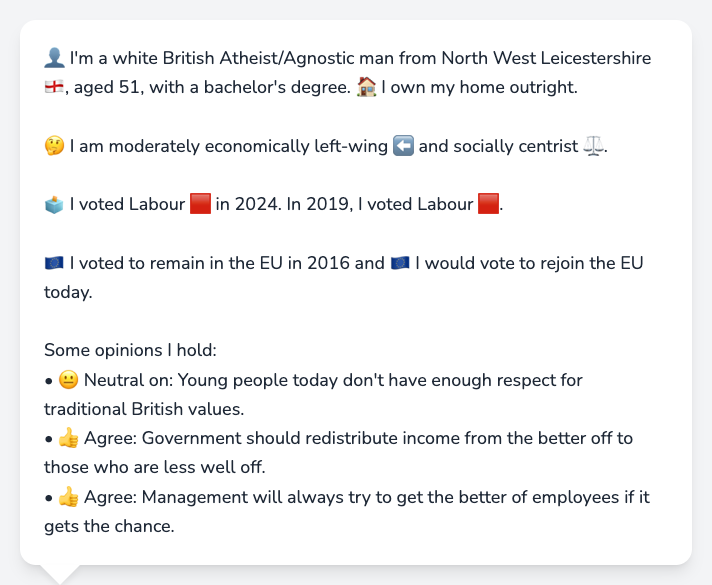 👤 I'm a white British Atheist/Agnostic man from North West Leicestershire
🏴󠁧󠁢󠁥󠁮󠁧󠁿, aged 51, with a bachelor's degree. 🏠 I own my home outright.
🤔 I am moderately economically left-wing ⬅️ and socially centrist ⚖️.
🗳️ I voted Labour 🟥 in 2024. In 2019, I voted Labour 🟥.
🇪🇺 I voted to remain in the EU in 2016 and 🇪🇺 I would vote to rejoin the EU
today.
Some opinions I hold:
• 😐 Neutral on: Young people today don't have enough respect for
traditional British values.
• 👍 Agree: Government should redistribute income from the better off to
those who are less well off.
• 👍 Agree: Management will always try to get the better of employees if it
gets the chance.